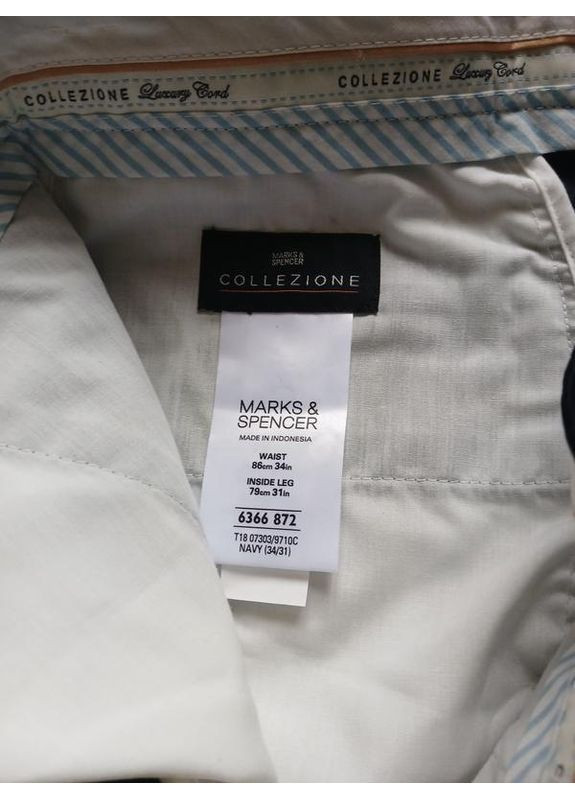 COLLEZIONE Luxury Cord
COLLEZIONE Luxury Cord
MARKS &
SPENCER
COLLEZIONE
MARKS &
SPENCER
MADE IN INDONESIA
WAIST
86cm 34in
INSIDE LEG
79cm 31in
6366 872
T18 07303/9710C
NAVY (34/31)